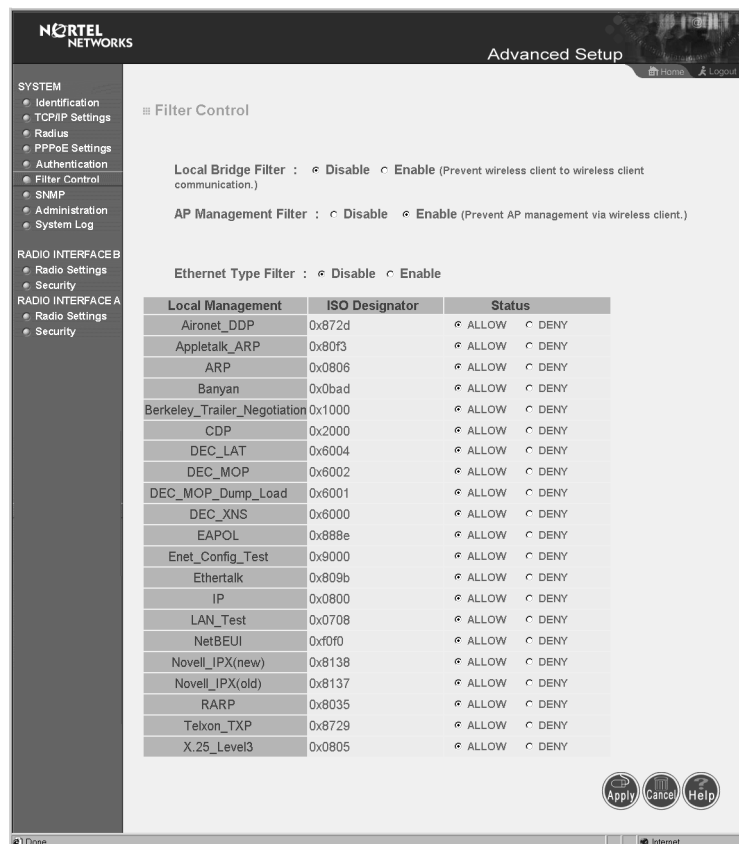 NORTEL
NETWORKS
Advanced Setup
Home Logout
SYSTEM
Identification
TCP/IP Settings
Radius
PPPoE Settings
Authentication
Filter Control
SNMP
Administration
System Log
RADIO INTERFACE B
Radio Settings
Security
RADIO INTERFACE A
Radio Settings
Security
Filter Control
Local Bridge Filter : Disable Enable (Prevent wireless client to wireless client
communication.)
AP Management Filter : Disable Enable (Prevent AP management via wireless client.)
Ethernet Type Filter : Disable Enable
Local Management ISO Designator Status
Aironet_DDP 0x872d ALLOW DENY
Appletalk_ARP 0x80f3 ALLOW DENY
ARP 0x0806 ALLOW DENY
Banyan 0x0bad ALLOW DENY
Berkeley_Trailer_Negotiation 0x1000 ALLOW DENY
CDP 0x2000 ALLOW DENY
DEC_LAT 0x6004 ALLOW DENY
DEC_MOP 0x6002 ALLOW DENY
DEC_MOP_Dump_Load 0x6001 ALLOW DENY
DEC_XNS 0x6000 ALLOW DENY
EAPOL 0x888e ALLOW DENY
Enet_Config_Test 0x9000 ALLOW DENY
Ethertalk 0x809b ALLOW DENY
IP 0x0800 ALLOW DENY
LAN_Test 0x0708 ALLOW DENY
NetBEUI 0xf0f0 ALLOW DENY
Novell_IPX(new) 0x8138 ALLOW DENY
Novell_IPX(old) 0x8137 ALLOW DENY
RARP 0x8035 ALLOW DENY
Telxon_TXP 0x8729 ALLOW DENY
X.25_Level3 0x0805 ALLOW DENY
Apply Cancel Help
Done Internet